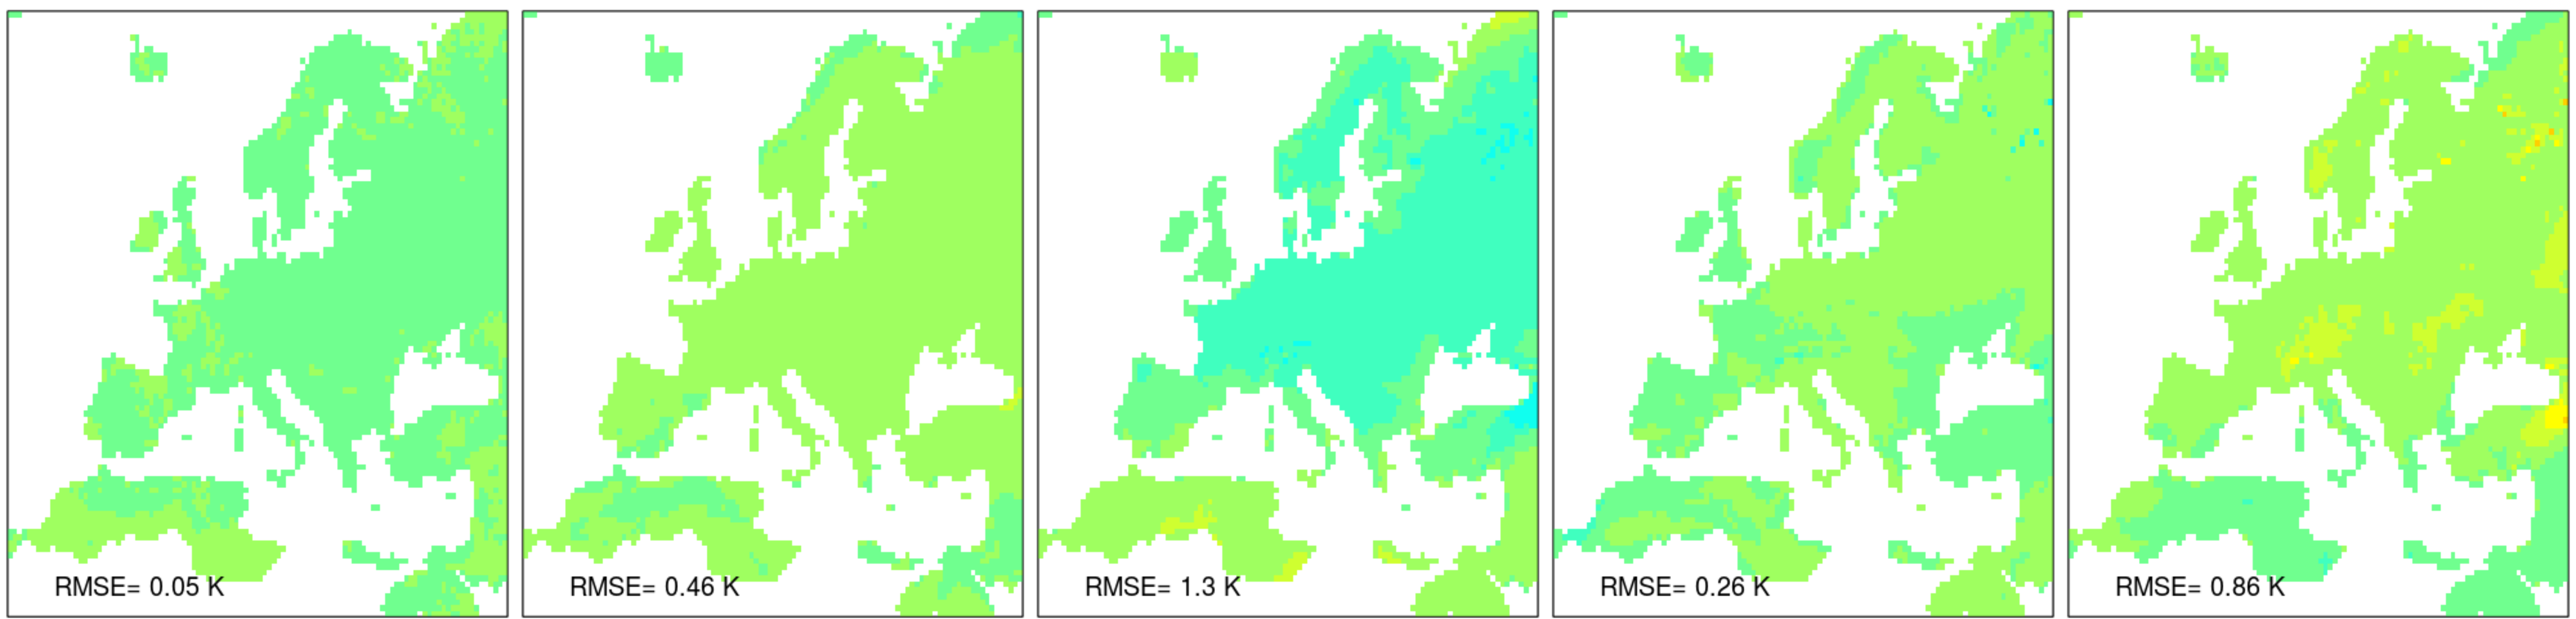 RMSE= 0.05 K
RMSE= 0.46 K
RMSE= 1.3 K
RMSE= 0.26 K
RMSE= 0.86 K